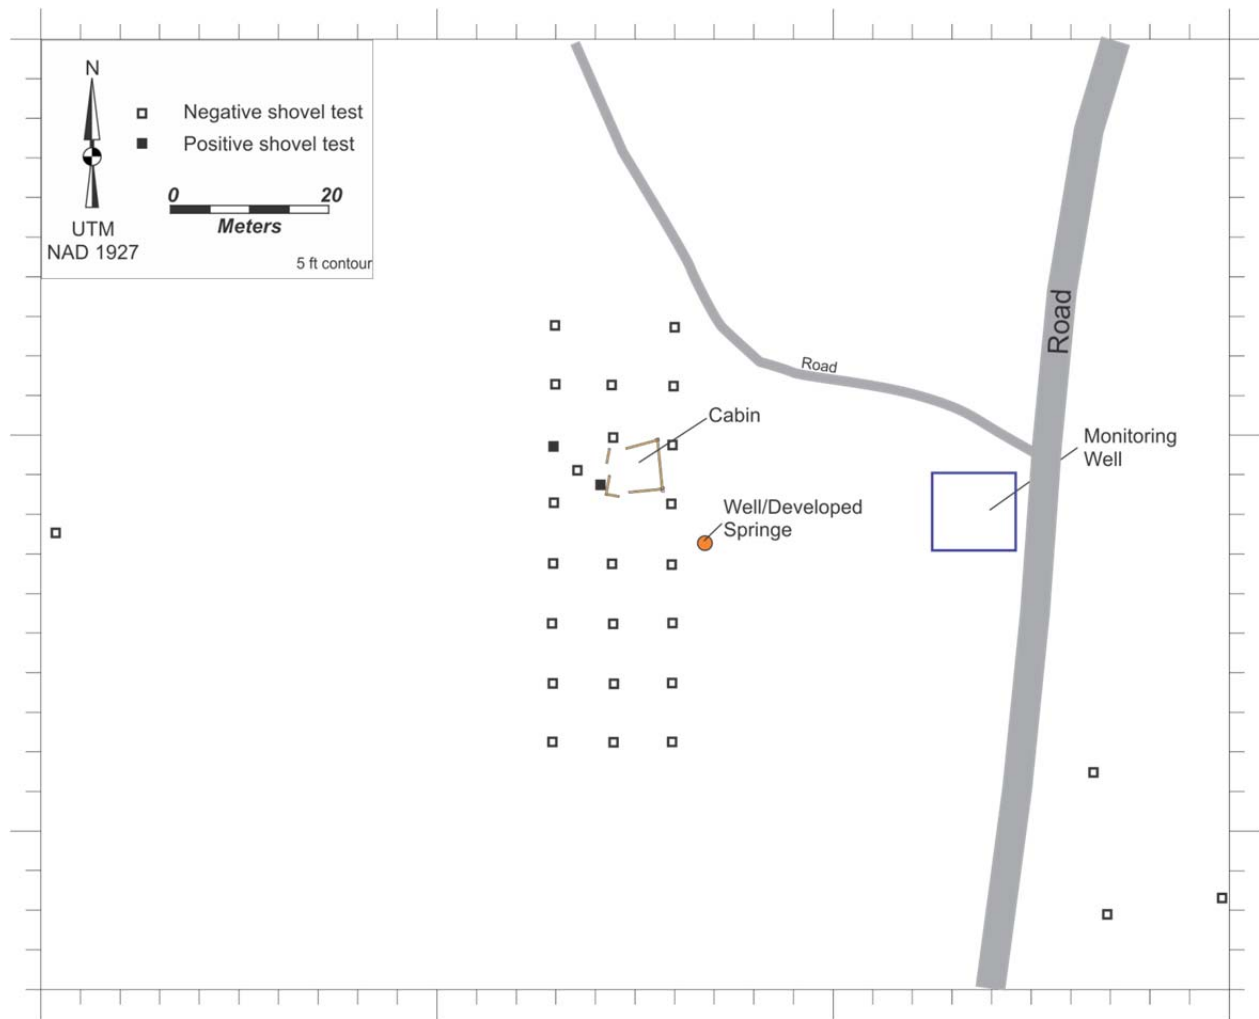 N
Negative shovel test
Positive shovel test
0 20
Meters
UTM
NAD 1927
5 ft contour
Road
Road
Cabin
Monitoring
Well
Well/Developed
Springe